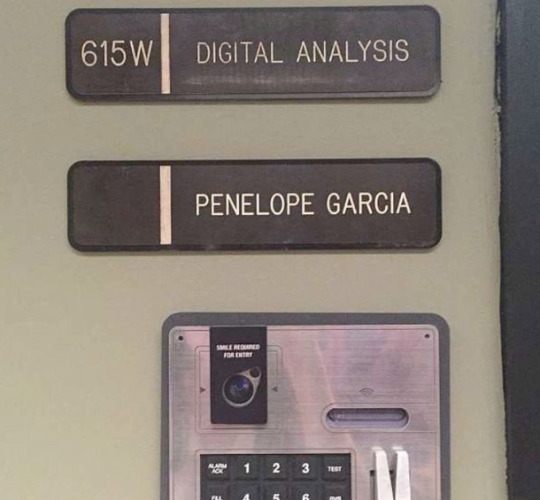 615W DIGITAL ANALYSIS
PENELOPE GARCIA
SMILE REQUIRED
FOR ENTRY
ALARM
ACK
1 2 3 TEST
4 5 6